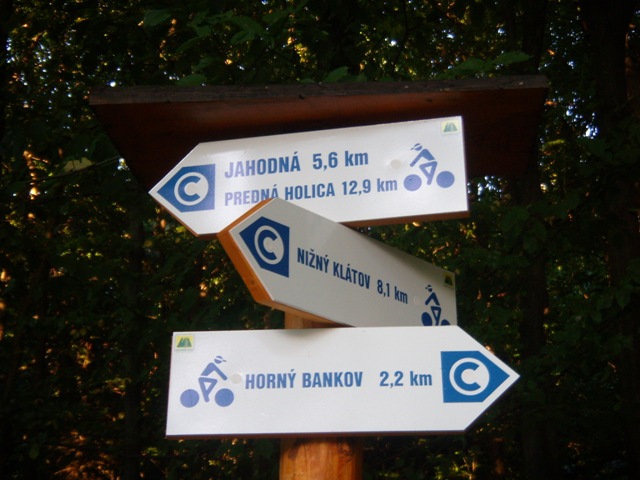 C JAHODNÁ 5,6 km
PREDNÁ HOLICA 12,9 km
C NIŽNÝ KLÁTOV 8,1 km
HORNÝ BANKOV 2,2 km C